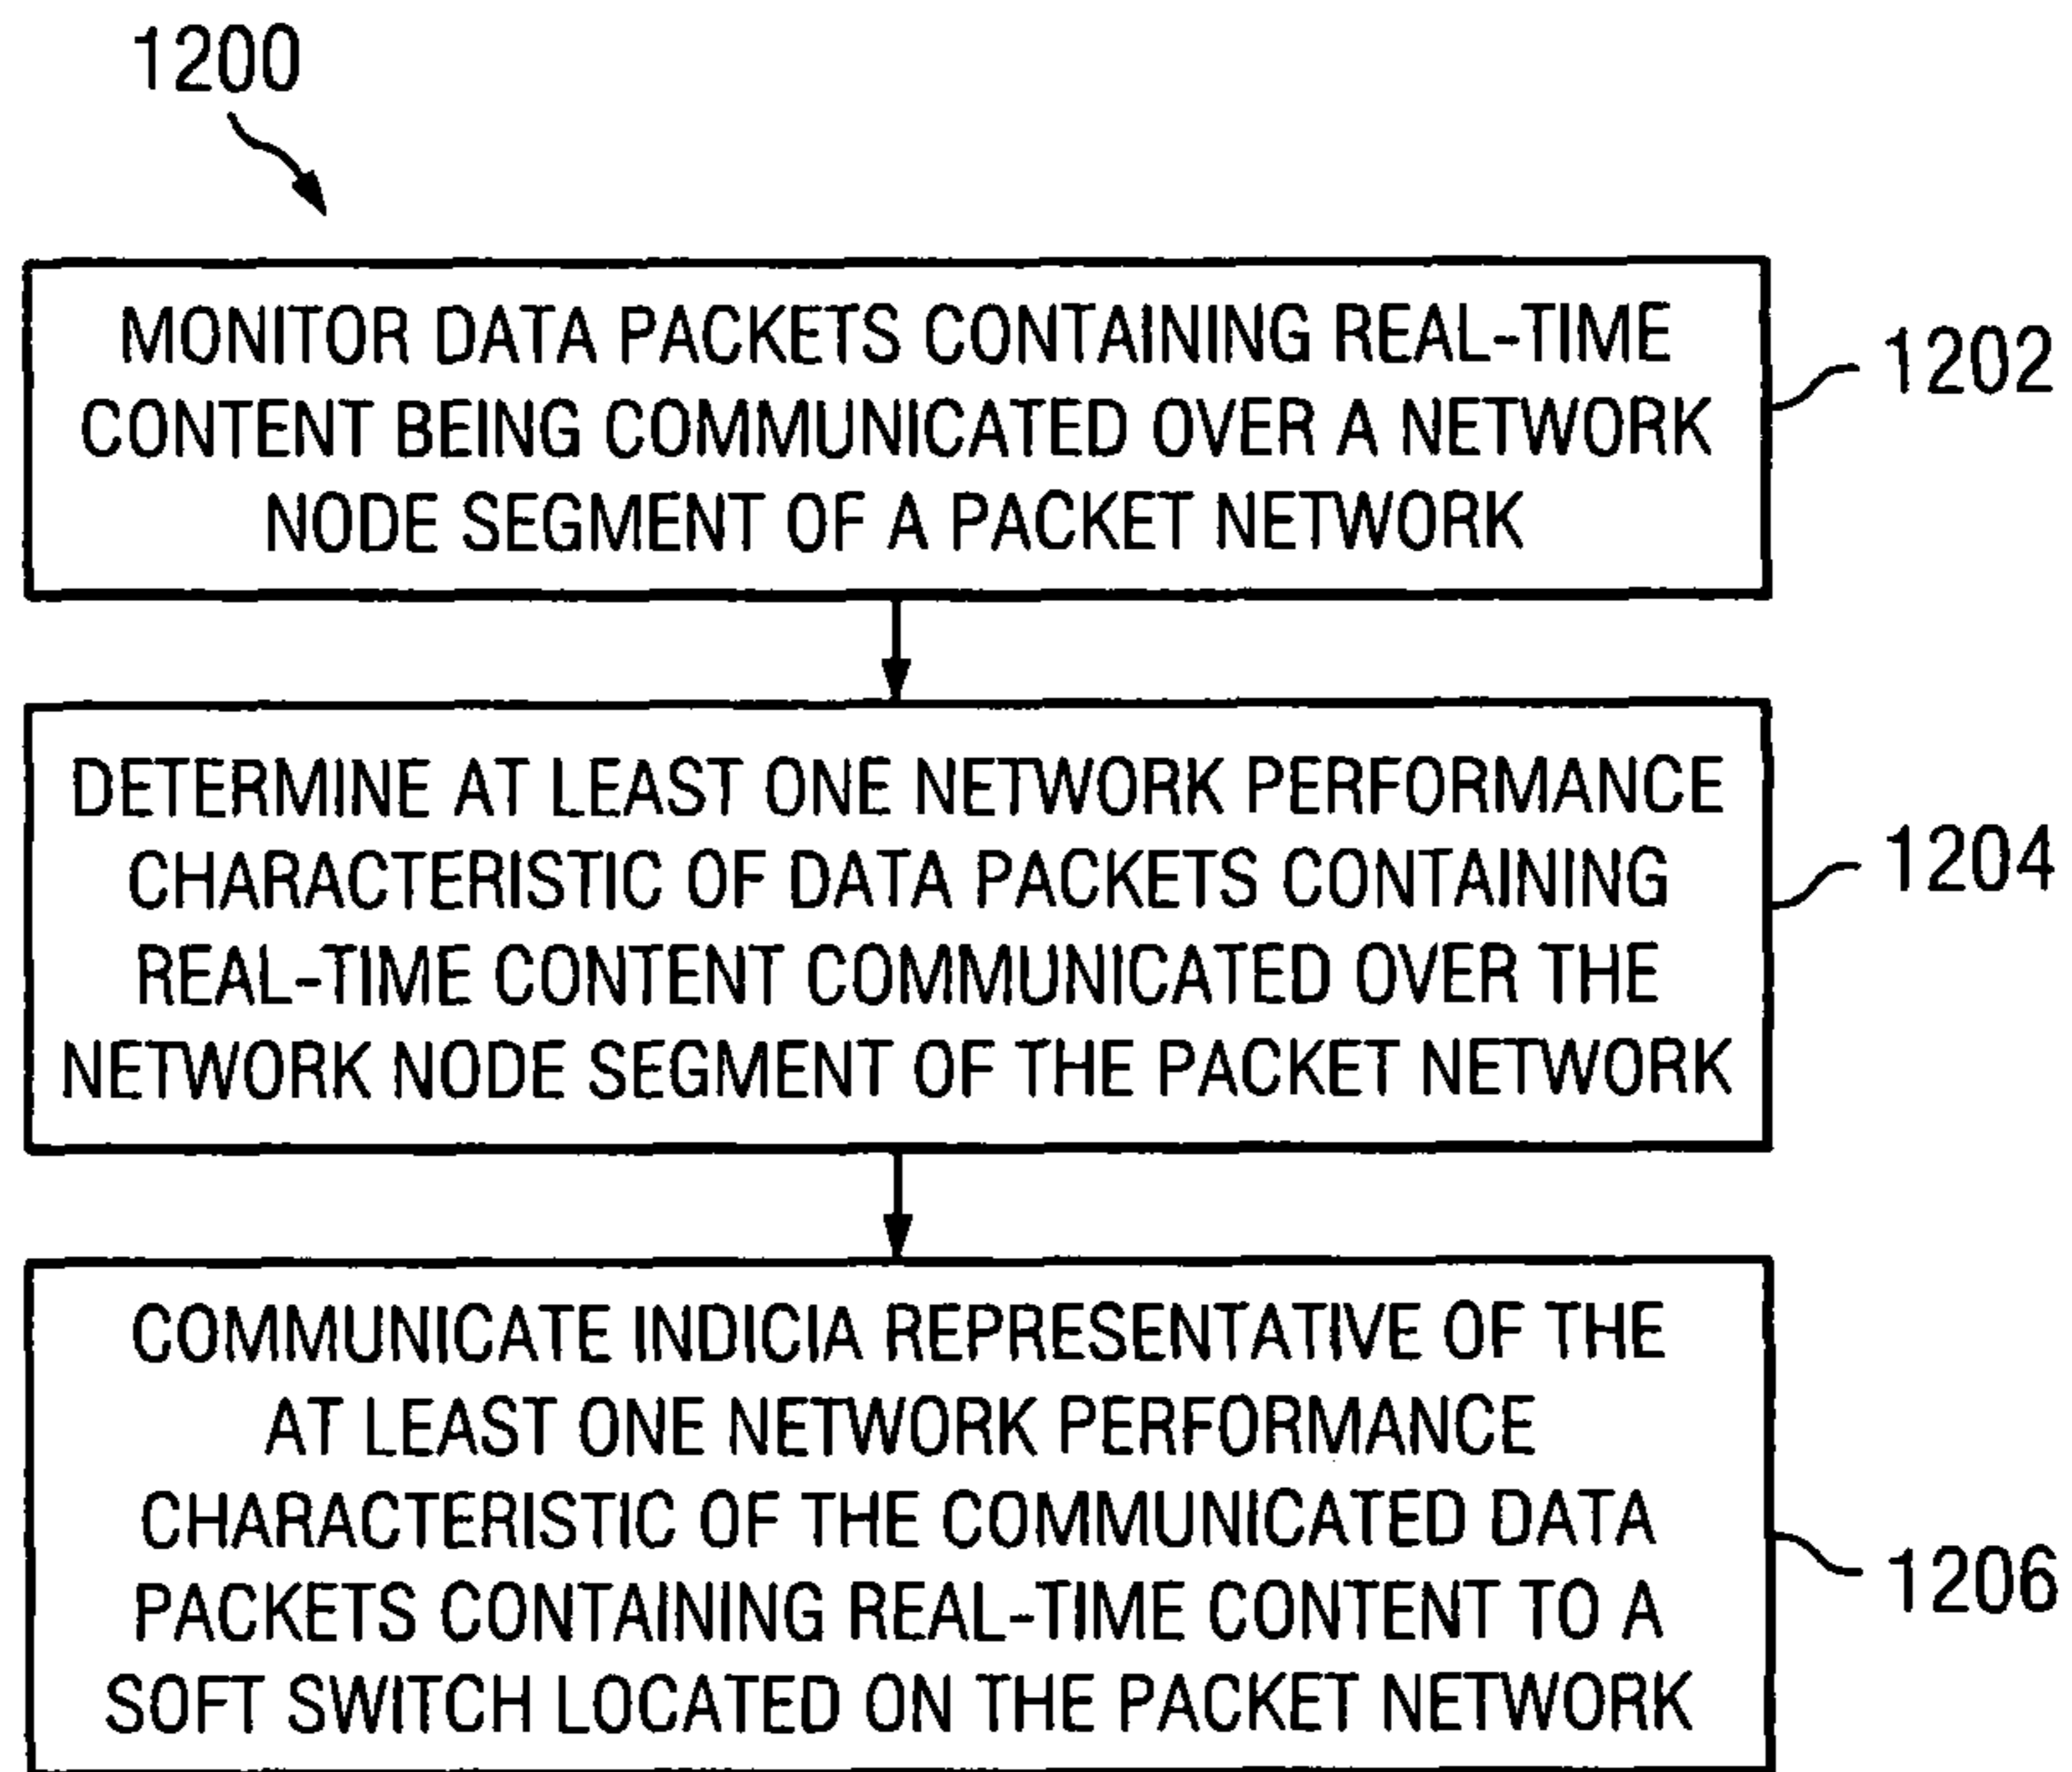 1200
MONITOR DATA PACKETS CONTAINING REAL-TIME
CONTENT BEING COMMUNICATED OVER A NETWORK
NODE SEGMENT OF A PACKET NETWORK
1202
DETERMINE AT LEAST ONE NETWORK PERFORMANCE
CHARACTERISTIC OF DATA PACKETS CONTAINING
REAL-TIME CONTENT COMMUNICATED OVER THE
NETWORK NODE SEGMENT OF THE PACKET NETWORK
1204
COMMUNICATE INDICIA REPRESENTATIVE OF THE
AT LEAST ONE NETWORK PERFORMANCE
CHARACTERISTIC OF THE COMMUNICATED DATA
PACKETS CONTAINING REAL-TIME CONTENT TO A
SOFT SWITCH LOCATED ON THE PACKET NETWORK
1206